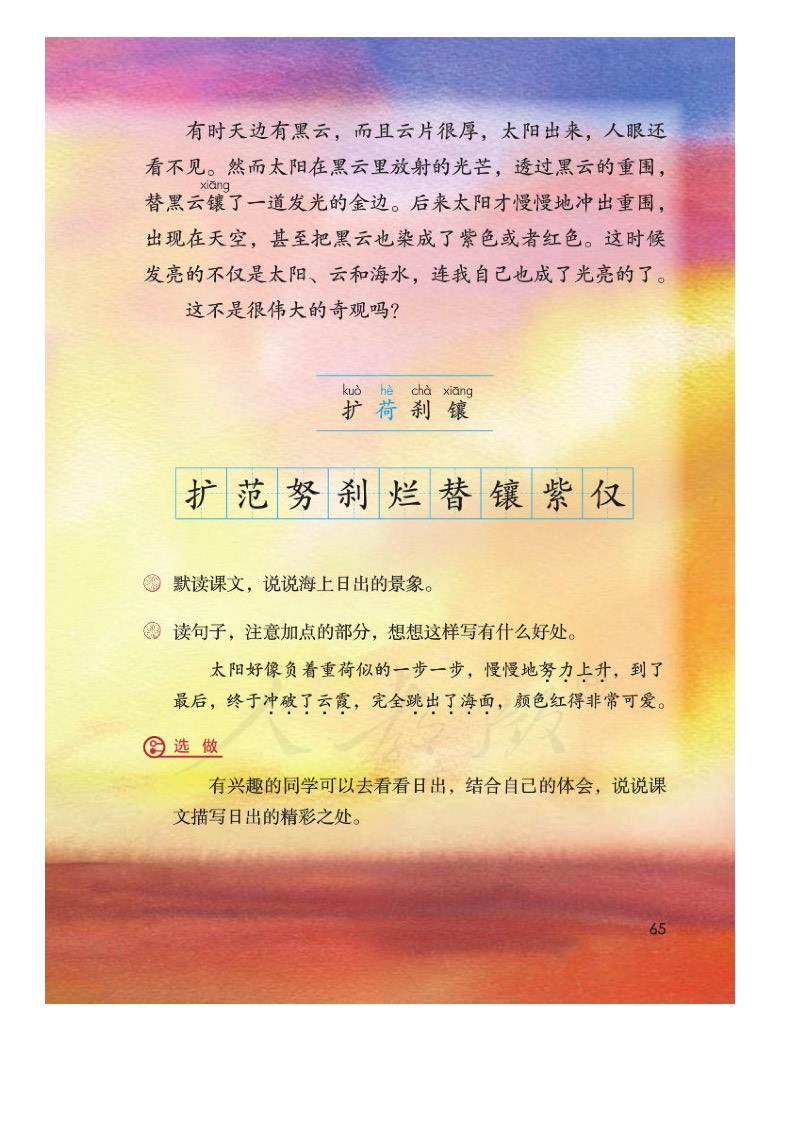 有时天边有黑云，而且云片很厚，太阳出来，人眼还
看不见。然而太阳在黑云里放射的光芒，透过黑云的重围，
xiāng
替黑云镶了一道发光的金边。后来太阳才慢慢地冲出重围，
出现在天空，甚至把黑云也染成了紫色或者红色。这时候
发亮的不仅是太阳、云和海水，连我自己也成了光亮的了。
这不是很伟大的奇观吗？
kuò hè chà xiāng
扩 荷 刹 镶
扩 范 努 刹 烂 替 镶 紫 仅
默读课文，说说海上日出的景象。
读句子，注意加点的部分，想想这样写有什么好处。
太阳好像负着重荷似的一步一步，慢慢地努力上升，到了
最后，终于冲破了云霞，完全跳出了海面，颜色红得非常可爱。
选 做
有兴趣的同学可以去看看日出，结合自己的体会，说说课
文描写日出的精彩之处。
65